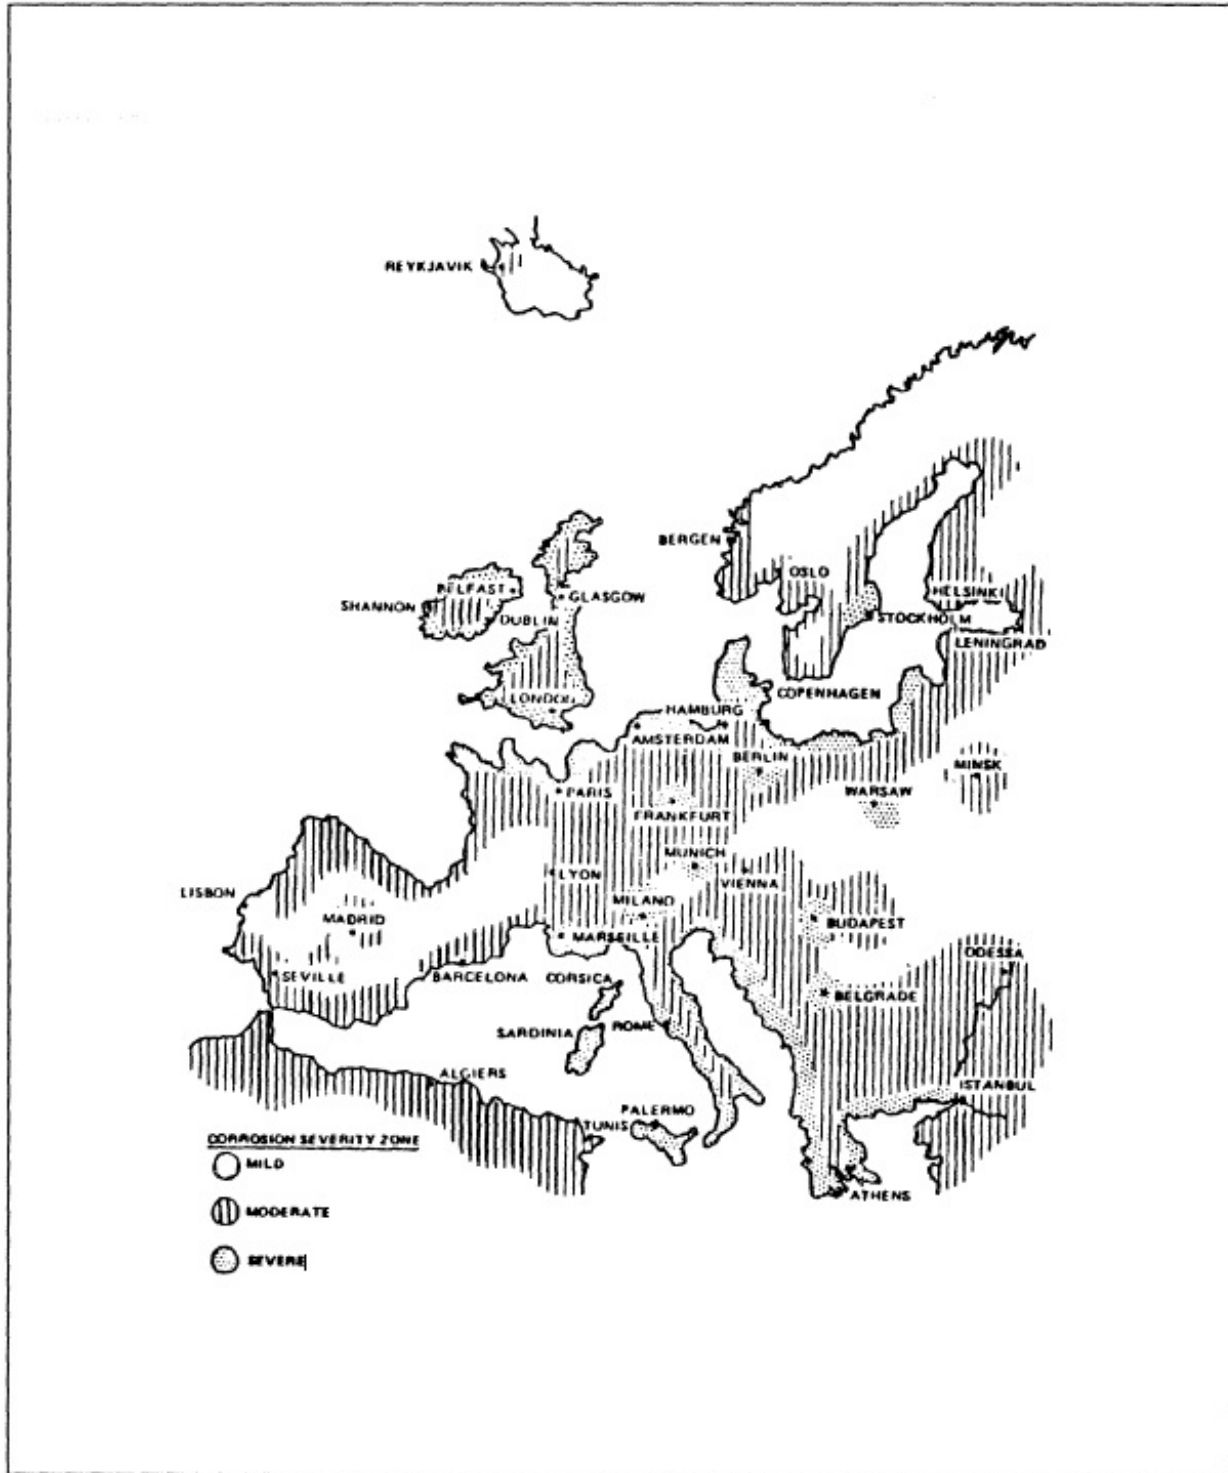 REYKJAVIK
BERGEN
OSLO
BELFAST
GLASGOW
HELSINKI
SHANNON
DUBLIN
STOCKHOLM
LENINGRAD
LONDON
COPENHAGEN
HAMBURG
AMSTERDAM
BERLIN
MINSK
PARIS
WARSAW
FRANKFURT
MUNICH
LYON
VIENNA
LISBON
MILANO
MADRID
BUDAPEST
MARSEILLE
ODESSA
SEVILLE
BARCELONA
CORSICA
BELGRADE
SARDINIA
ROME
ALGIERS
ISTANBUL
PALERMO
TUNIS
CORROSION SEVERITY ZONE
MILD
ATHENS
MODERATE
SEVERE